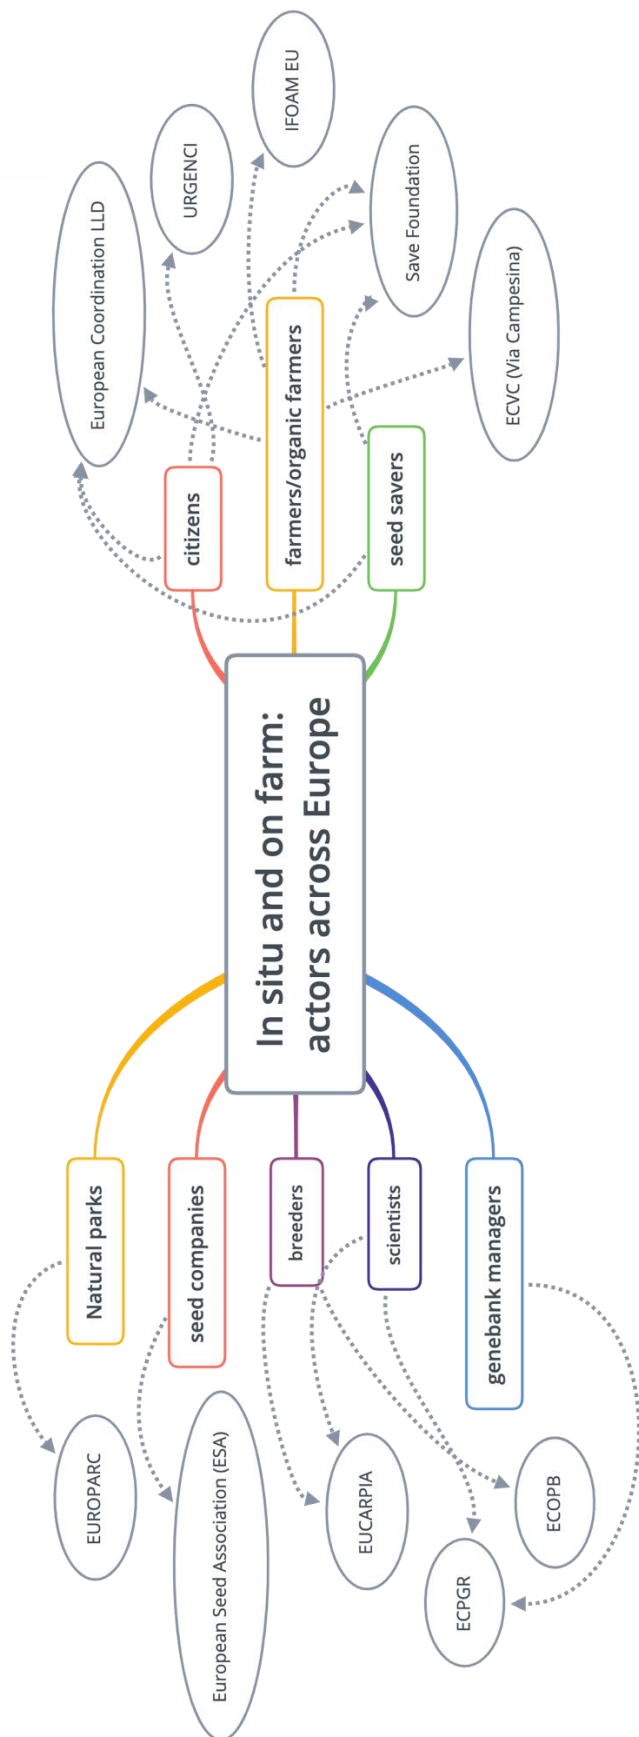 In situ and on farm:
actors across Europe
Natural parks
seed companies
breeders
scientists
genebank managers
EUROPARC
European Seed Association (ESA)
EUCARPIA
ECPGR
ECOPB
citizens
farmers/organic farmers
seed savers
European Coordination LLD
URGENCI
IFOAM EU
Save Foundation
ECVC (Via Campesina)